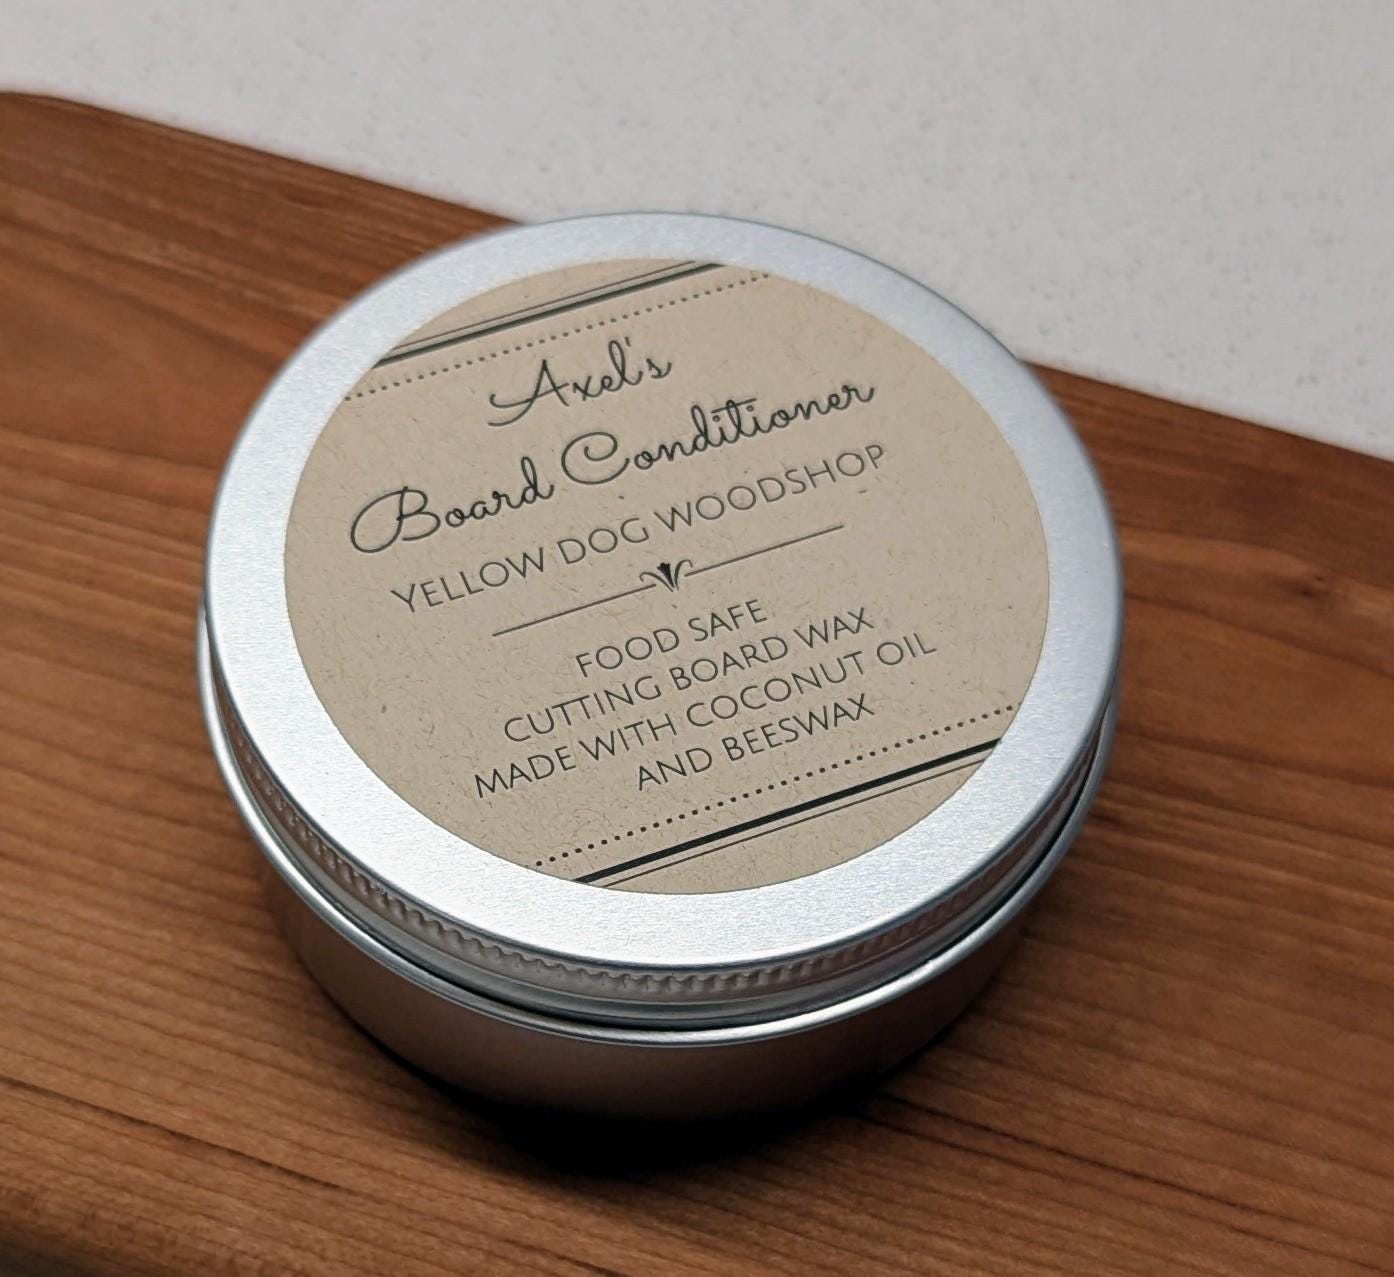 Axel's
Board Conditioner
YELLOW DOG WOODSHOP
FOOD SAFE
CUTTING BOARD WAX
MADE WITH COCONUT OIL
AND BEESWAX